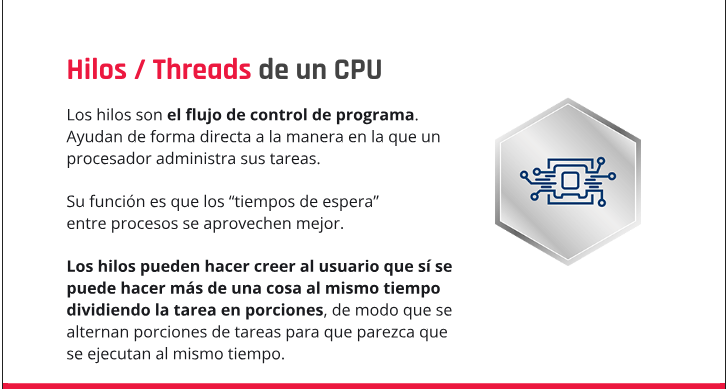 Hilos / Threads de un CPU
Los hilos son el flujo de control de programa.
Ayudan de forma directa a la manera en la que un
procesador administra sus tareas.
Su función es que los “tiempos de espera”
entre procesos se aprovechen mejor.
Los hilos pueden hacer creer al usuario que sí se
puede hacer más de una cosa al mismo tiempo
dividiendo la tarea en porciones, de modo que se
alternan porciones de tareas para que parezca que
se ejecutan al mismo tiempo.